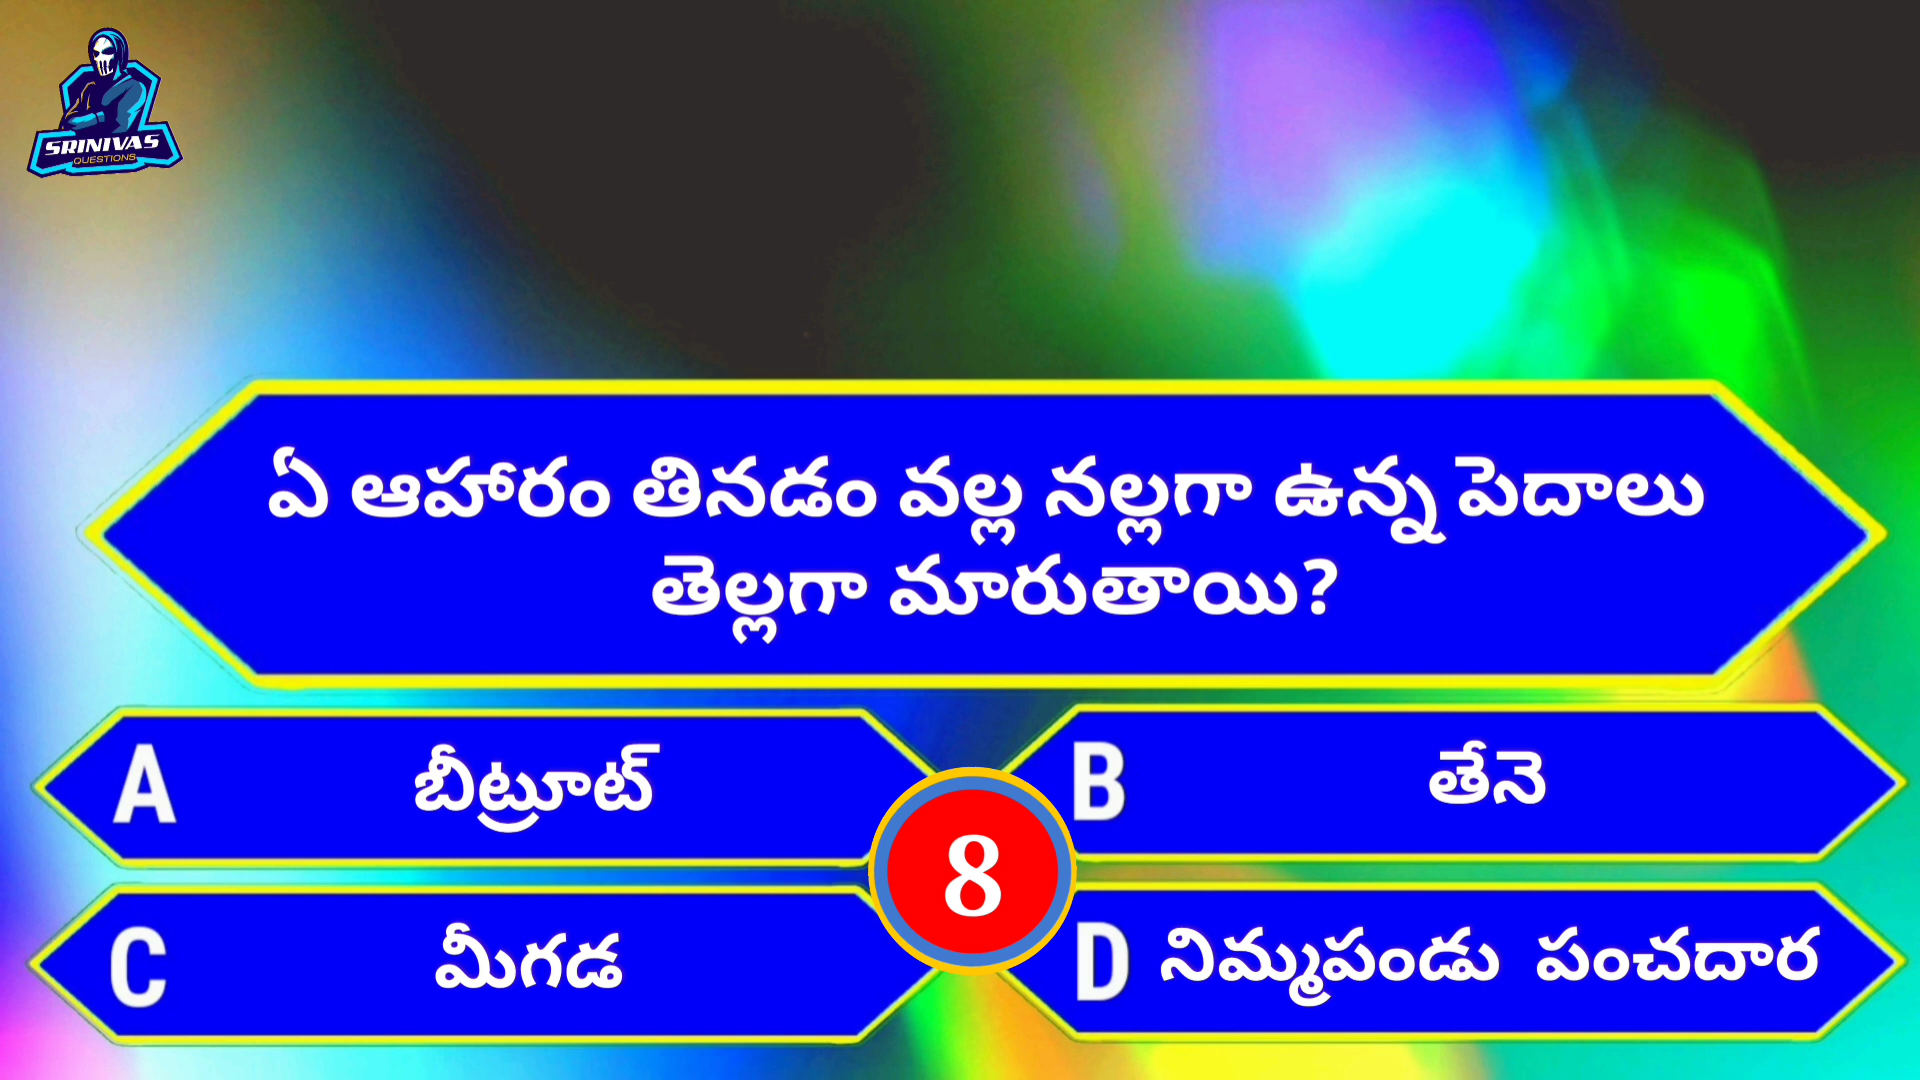 SRINIVAS
QUESTIONS
ఏ ఆహారం తినడం వల్ల నల్లగా ఉన్న పెదాలు
తెల్లగా మారుతాయి?
A బీట్రూట్
B తేనె
8
C మీగడ
D నిమ్మపండు పంచదార